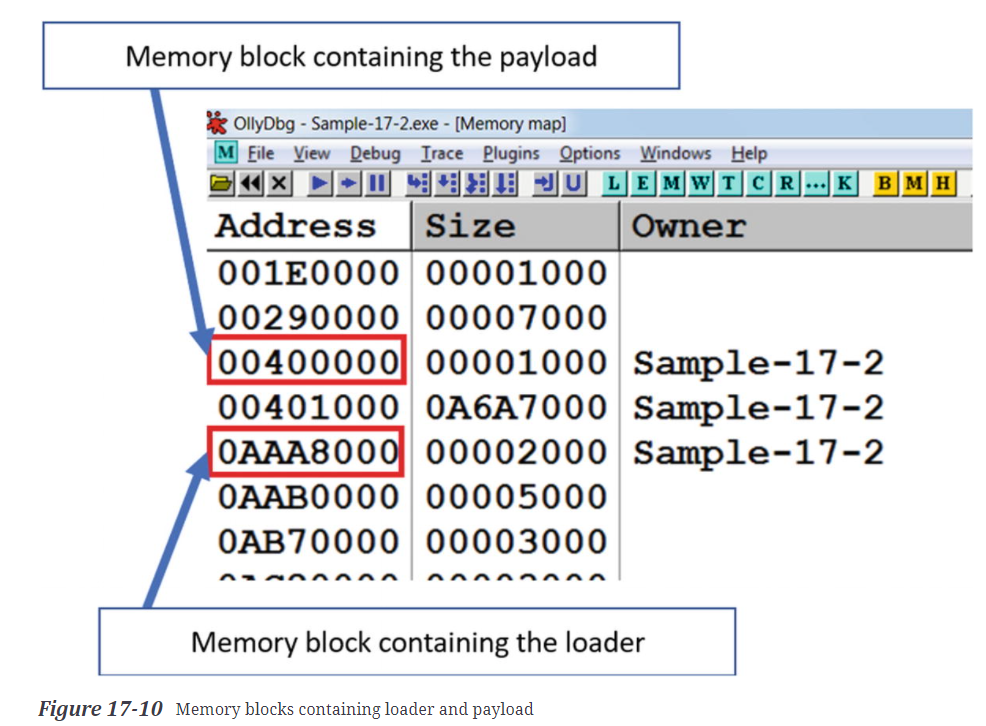 Memory block containing the payload
OllyDbg - Sample-17-2.exe - [Memory map]
M File View Debug Trace Plugins Options Windows Help
L E M W T C R ... K B M H
Address Size Owner
001E0000 00001000
00290000 00007000
00400000 00001000 Sample-17-2
00401000 0A6A7000 Sample-17-2
0AAA8000 00002000 Sample-17-2
0AAB0000 00005000
0AB70000 00003000
Memory block containing the loader
Figure 17-10 Memory blocks containing loader and payload